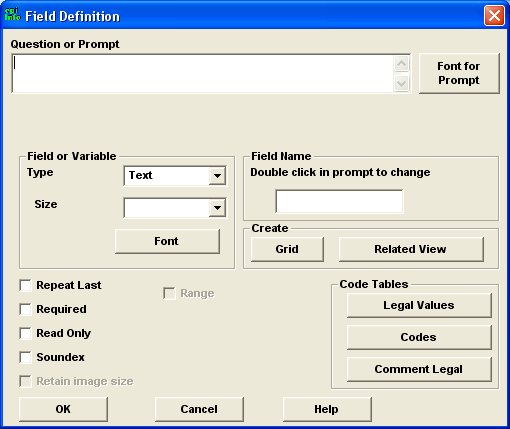 Field Definition
Question or Prompt
Font for
Prompt
Field or Variable
Type
Text
Size
Font
Field Name
Double click in prompt to change
Create
Grid
Related View
Repeat Last
Range
Required
Read Only
Soundex
Retain image size
Code Tables
Legal Values
Codes
Comment Legal
OK
Cancel
Help